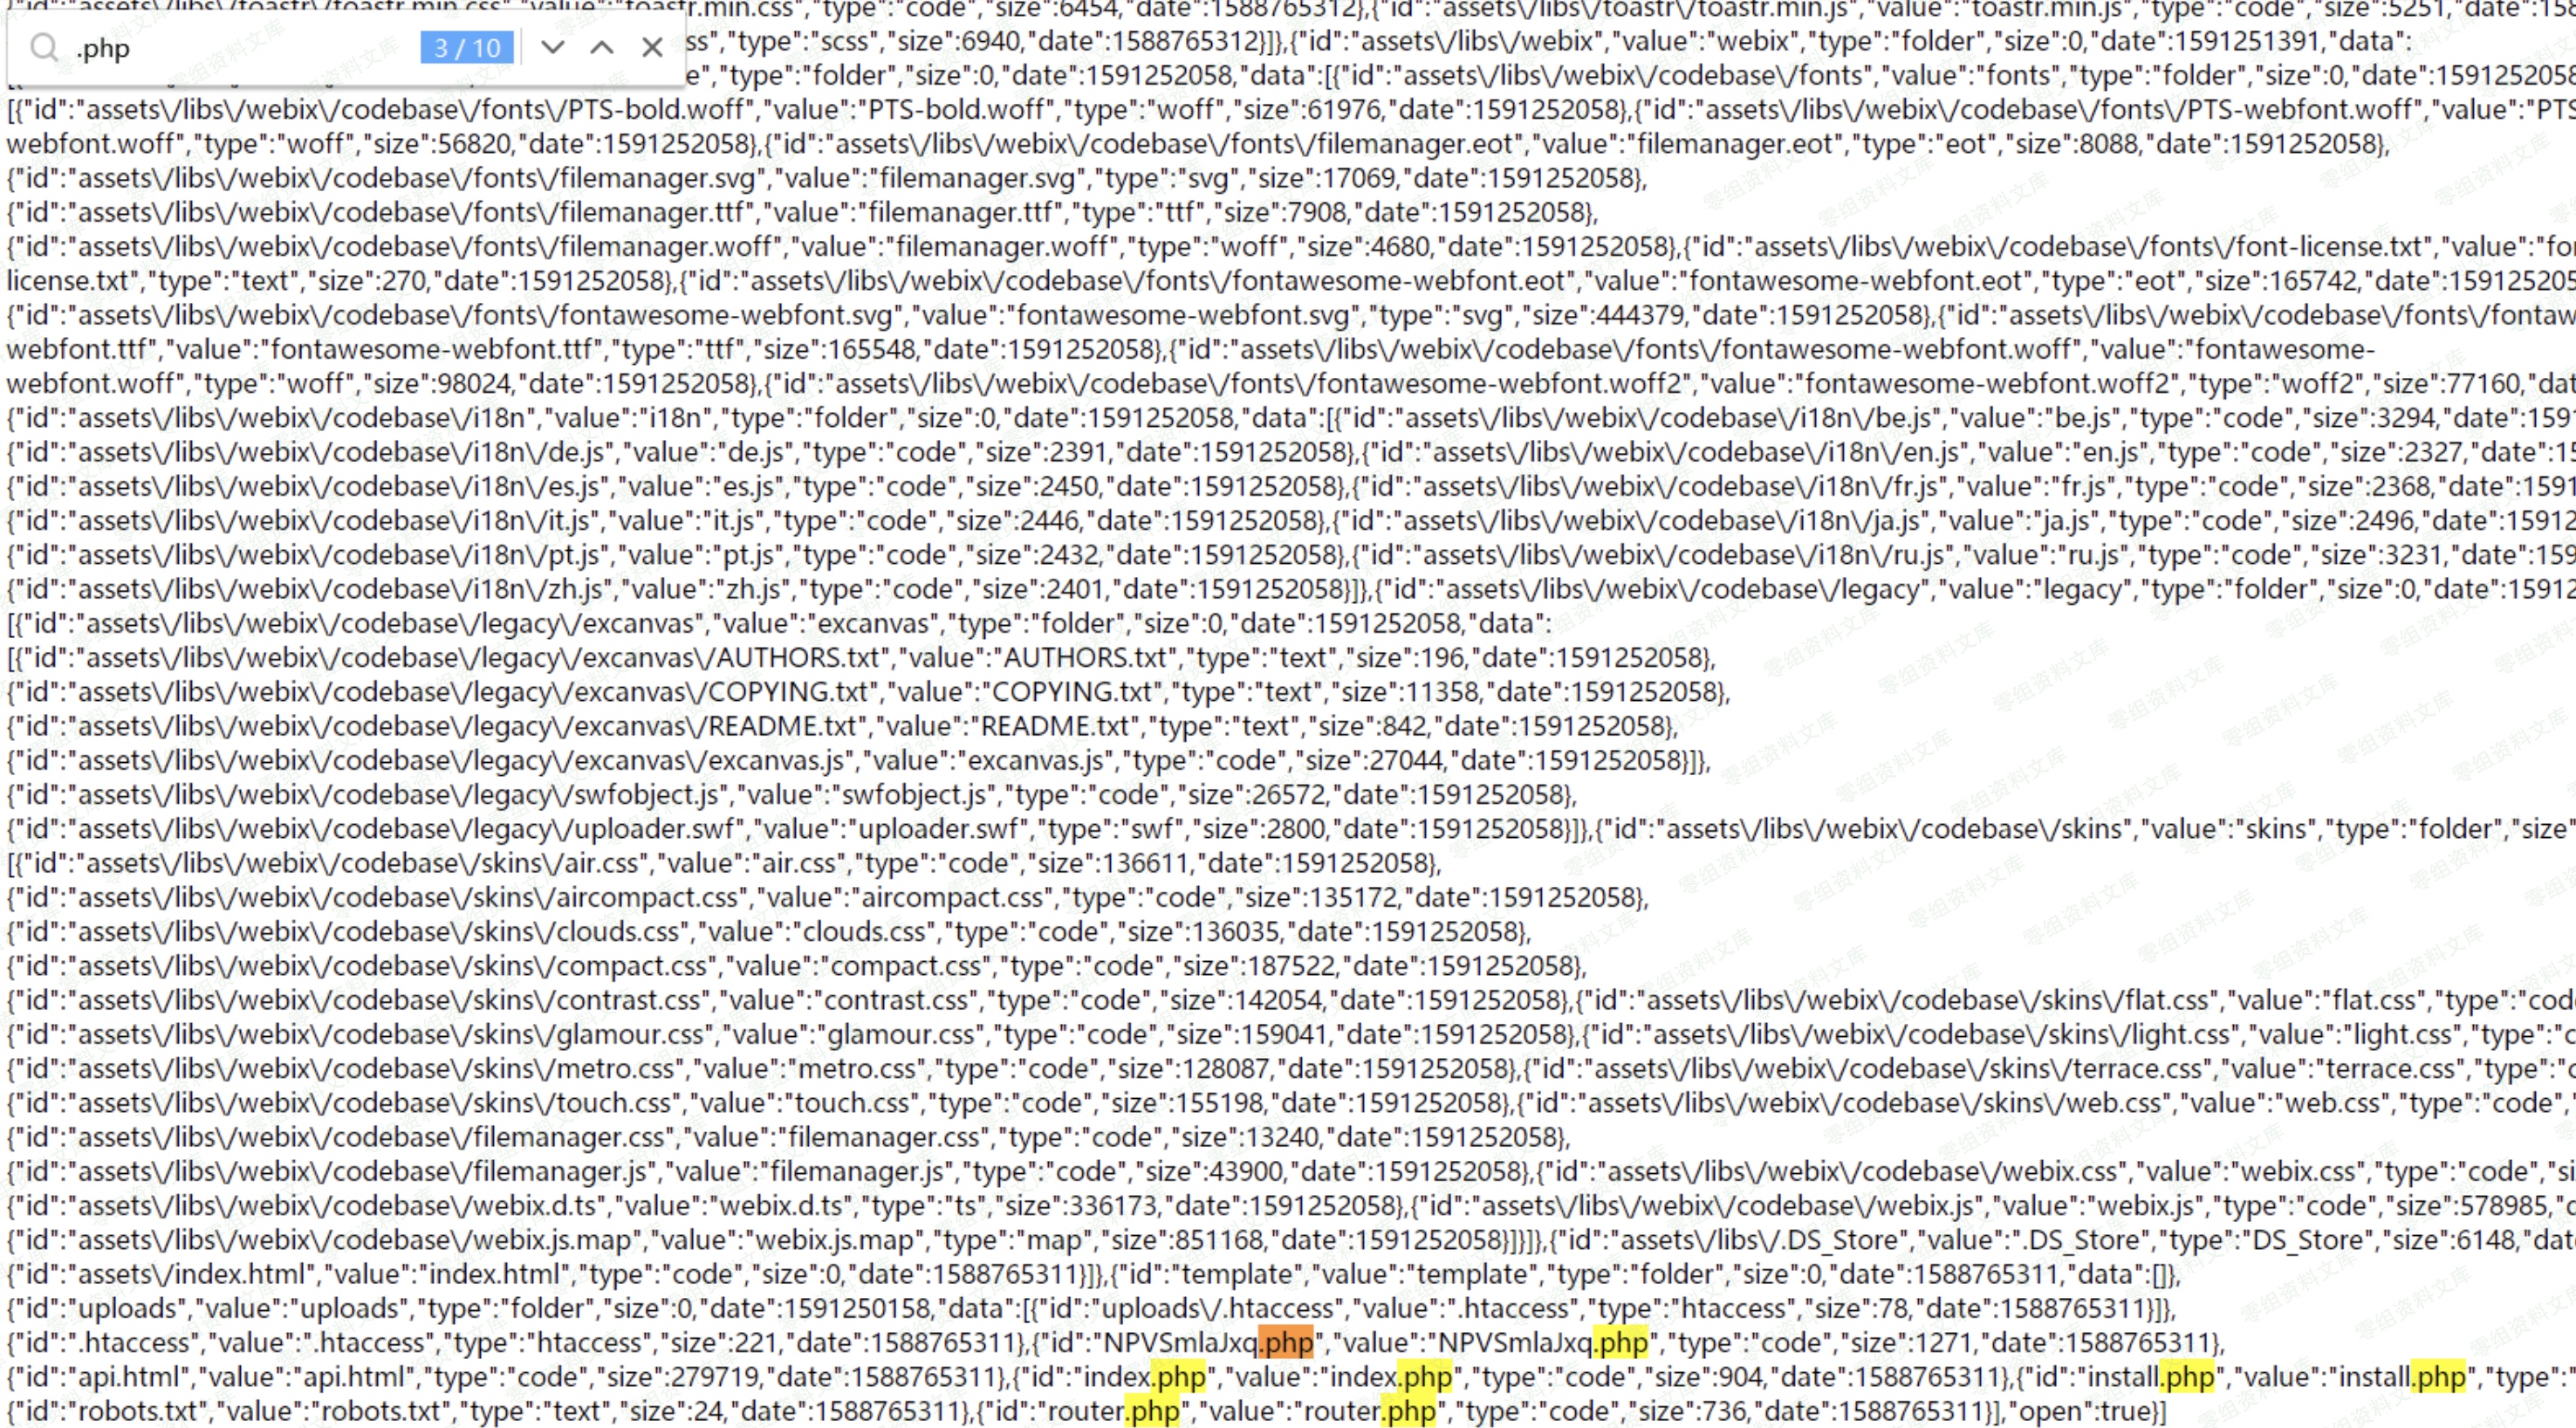 {"id":"assets\/libs\/toastr\/toastr.min.css","value":"toastr.min.css","type":"code","size":6454,"date":1588765312},{"id":"assets\/libs\/toastr\/toastr.min.js","value":"toastr.min.js","type":"code","size":5251,"date":158
.php 3 / 10
ss","type":"scss","size":6940,"date":1588765312}]},{"id":"assets\/libs\/webix","value":"webix","type":"folder","size":0,"date":1591251391,"data":
e","type":"folder","size":0,"date":1591252058,"data":[{"id":"assets\/libs\/webix\/codebase\/fonts","value":"fonts","type":"folder","size":0,"date":1591252058
[{"id":"assets\/libs\/webix\/codebase\/fonts\/PTS-bold.woff","value":"PTS-bold.woff","type":"woff","size":61976,"date":1591252058},{"id":"assets\/libs\/webix\/codebase\/fonts\/PTS-webfont.woff","value":"PTS
webfont.woff","type":"woff","size":56820,"date":1591252058},{"id":"assets\/libs\/webix\/codebase\/fonts\/filemanager.eot","value":"filemanager.eot","type":"eot","size":8088,"date":1591252058},
{"id":"assets\/libs\/webix\/codebase\/fonts\/filemanager.svg","value":"filemanager.svg","type":"svg","size":17069,"date":1591252058},
{"id":"assets\/libs\/webix\/codebase\/fonts\/filemanager.ttf","value":"filemanager.ttf","type":"ttf","size":7908,"date":1591252058},
{"id":"assets\/libs\/webix\/codebase\/fonts\/filemanager.woff","value":"filemanager.woff","type":"woff","size":4680,"date":1591252058},{"id":"assets\/libs\/webix\/codebase\/fonts\/font-license.txt","value":"fo
license.txt","type":"text","size":270,"date":1591252058},{"id":"assets\/libs\/webix\/codebase\/fonts\/fontawesome-webfont.eot","value":"fontawesome-webfont.eot","type":"eot","size":165742,"date":159125205
{"id":"assets\/libs\/webix\/codebase\/fonts\/fontawesome-webfont.svg","value":"fontawesome-webfont.svg","type":"svg","size":444379,"date":1591252058},{"id":"assets\/libs\/webix\/codebase\/fonts\/fontaw
webfont.ttf","value":"fontawesome-webfont.ttf","type":"ttf","size":165548,"date":1591252058},{"id":"assets\/libs\/webix\/codebase\/fonts\/fontawesome-webfont.woff","value":"fontawesome-
webfont.woff","type":"woff","size":98024,"date":1591252058},{"id":"assets\/libs\/webix\/codebase\/fonts\/fontawesome-webfont.woff2","value":"fontawesome-webfont.woff2","type":"woff2","size":77160,"dat
{"id":"assets\/libs\/webix\/codebase\/i18n","value":"i18n","type":"folder","size":0,"date":1591252058,"data":[{"id":"assets\/libs\/webix\/codebase\/i18n\/be.js","value":"be.js","type":"code","size":3294,"date":159
{"id":"assets\/libs\/webix\/codebase\/i18n\/de.js","value":"de.js","type":"code","size":2391,"date":1591252058},{"id":"assets\/libs\/webix\/codebase\/i18n\/en.js","value":"en.js","type":"code","size":2327,"date":15
{"id":"assets\/libs\/webix\/codebase\/i18n\/es.js","value":"es.js","type":"code","size":2450,"date":1591252058},{"id":"assets\/libs\/webix\/codebase\/i18n\/fr.js","value":"fr.js","type":"code","size":2368,"date":1591
{"id":"assets\/libs\/webix\/codebase\/i18n\/it.js","value":"it.js","type":"code","size":2446,"date":1591252058},{"id":"assets\/libs\/webix\/codebase\/i18n\/ja.js","value":"ja.js","type":"code","size":2496,"date":15912
{"id":"assets\/libs\/webix\/codebase\/i18n\/pt.js","value":"pt.js","type":"code","size":2432,"date":1591252058},{"id":"assets\/libs\/webix\/codebase\/i18n\/ru.js","value":"ru.js","type":"code","size":3231,"date":159
{"id":"assets\/libs\/webix\/codebase\/i18n\/zh.js","value":"zh.js","type":"code","size":2401,"date":1591252058}]},{"id":"assets\/libs\/webix\/codebase\/legacy","value":"legacy","type":"folder","size":0,"date":15912
[{"id":"assets\/libs\/webix\/codebase\/legacy\/excanvas","value":"excanvas","type":"folder","size":0,"date":1591252058,"data":
[{"id":"assets\/libs\/webix\/codebase\/legacy\/excanvas\/AUTHORS.txt","value":"AUTHORS.txt","type":"text","size":196,"date":1591252058},
{"id":"assets\/libs\/webix\/codebase\/legacy\/excanvas\/COPYING.txt","value":"COPYING.txt","type":"text","size":11358,"date":1591252058},
{"id":"assets\/libs\/webix\/codebase\/legacy\/excanvas\/README.txt","value":"README.txt","type":"text","size":842,"date":1591252058},
{"id":"assets\/libs\/webix\/codebase\/legacy\/excanvas\/excanvas.js","value":"excanvas.js","type":"code","size":27044,"date":1591252058}]},
{"id":"assets\/libs\/webix\/codebase\/legacy\/swfobject.js","value":"swfobject.js","type":"code","size":26572,"date":1591252058},
{"id":"assets\/libs\/webix\/codebase\/legacy\/uploader.swf","value":"uploader.swf","type":"swf","size":2800,"date":1591252058}]},{"id":"assets\/libs\/webix\/codebase\/skins","value":"skins","type":"folder","size"
[{"id":"assets\/libs\/webix\/codebase\/skins\/air.css","value":"air.css","type":"code","size":136611,"date":1591252058},
{"id":"assets\/libs\/webix\/codebase\/skins\/aircompact.css","value":"aircompact.css","type":"code","size":135172,"date":1591252058},
{"id":"assets\/libs\/webix\/codebase\/skins\/clouds.css","value":"clouds.css","type":"code","size":136035,"date":1591252058},
{"id":"assets\/libs\/webix\/codebase\/skins\/compact.css","value":"compact.css","type":"code","size":187522,"date":1591252058},
{"id":"assets\/libs\/webix\/codebase\/skins\/contrast.css","value":"contrast.css","type":"code","size":142054,"date":1591252058},{"id":"assets\/libs\/webix\/codebase\/skins\/flat.css","value":"flat.css","type":"cod
{"id":"assets\/libs\/webix\/codebase\/skins\/glamour.css","value":"glamour.css","type":"code","size":159041,"date":1591252058},{"id":"assets\/libs\/webix\/codebase\/skins\/light.css","value":"light.css","type":"c
{"id":"assets\/libs\/webix\/codebase\/skins\/metro.css","value":"metro.css","type":"code","size":128087,"date":1591252058},{"id":"assets\/libs\/webix\/codebase\/skins\/terrace.css","value":"terrace.css","type":"c
{"id":"assets\/libs\/webix\/codebase\/skins\/touch.css","value":"touch.css","type":"code","size":155198,"date":1591252058},{"id":"assets\/libs\/webix\/codebase\/skins\/web.css","value":"web.css","type":"code","
{"id":"assets\/libs\/webix\/codebase\/filemanager.css","value":"filemanager.css","type":"code","size":13240,"date":1591252058},
{"id":"assets\/libs\/webix\/codebase\/filemanager.js","value":"filemanager.js","type":"code","size":43900,"date":1591252058},{"id":"assets\/libs\/webix\/codebase\/webix.css","value":"webix.css","type":"code","si
{"id":"assets\/libs\/webix\/codebase\/webix.d.ts","value":"webix.d.ts","type":"ts","size":336173,"date":1591252058},{"id":"assets\/libs\/webix\/codebase\/webix.js","value":"webix.js","type":"code","size":578985,"d
{"id":"assets\/libs\/webix\/codebase\/webix.js.map","value":"webix.js.map","type":"map","size":851168,"date":1591252058}]}]},{"id":"assets\/libs\/.DS_Store","value":".DS_Store","type":"DS_Store","size":6148,"dat
{"id":"assets\/index.html","value":"index.html","type":"code","size":0,"date":1588765311}]},{"id":"template","value":"template","type":"folder","size":0,"date":1588765311,"data":[]},
{"id":"uploads","value":"uploads","type":"folder","size":0,"date":1591250158,"data":[{"id":"uploads\/.htaccess","value":".htaccess","type":"htaccess","size":78,"date":1588765311}]},
{"id":".htaccess","value":".htaccess","type":"htaccess","size":221,"date":1588765311},{"id":"NPVSmlaJxq.php","value":"NPVSmlaJxq.php","type":"code","size":1271,"date":1588765311},
{"id":"api.html","value":"api.html","type":"code","size":279719,"date":1588765311},{"id":"index.php","value":"index.php","type":"code","size":904,"date":1588765311},{"id":"install.php","value":"install.php","type":"
{"id":"robots.txt","value":"robots.txt","type":"text","size":24,"date":1588765311},{"id":"router.php","value":"router.php","type":"code","size":736,"date":1588765311}],"open":true}]